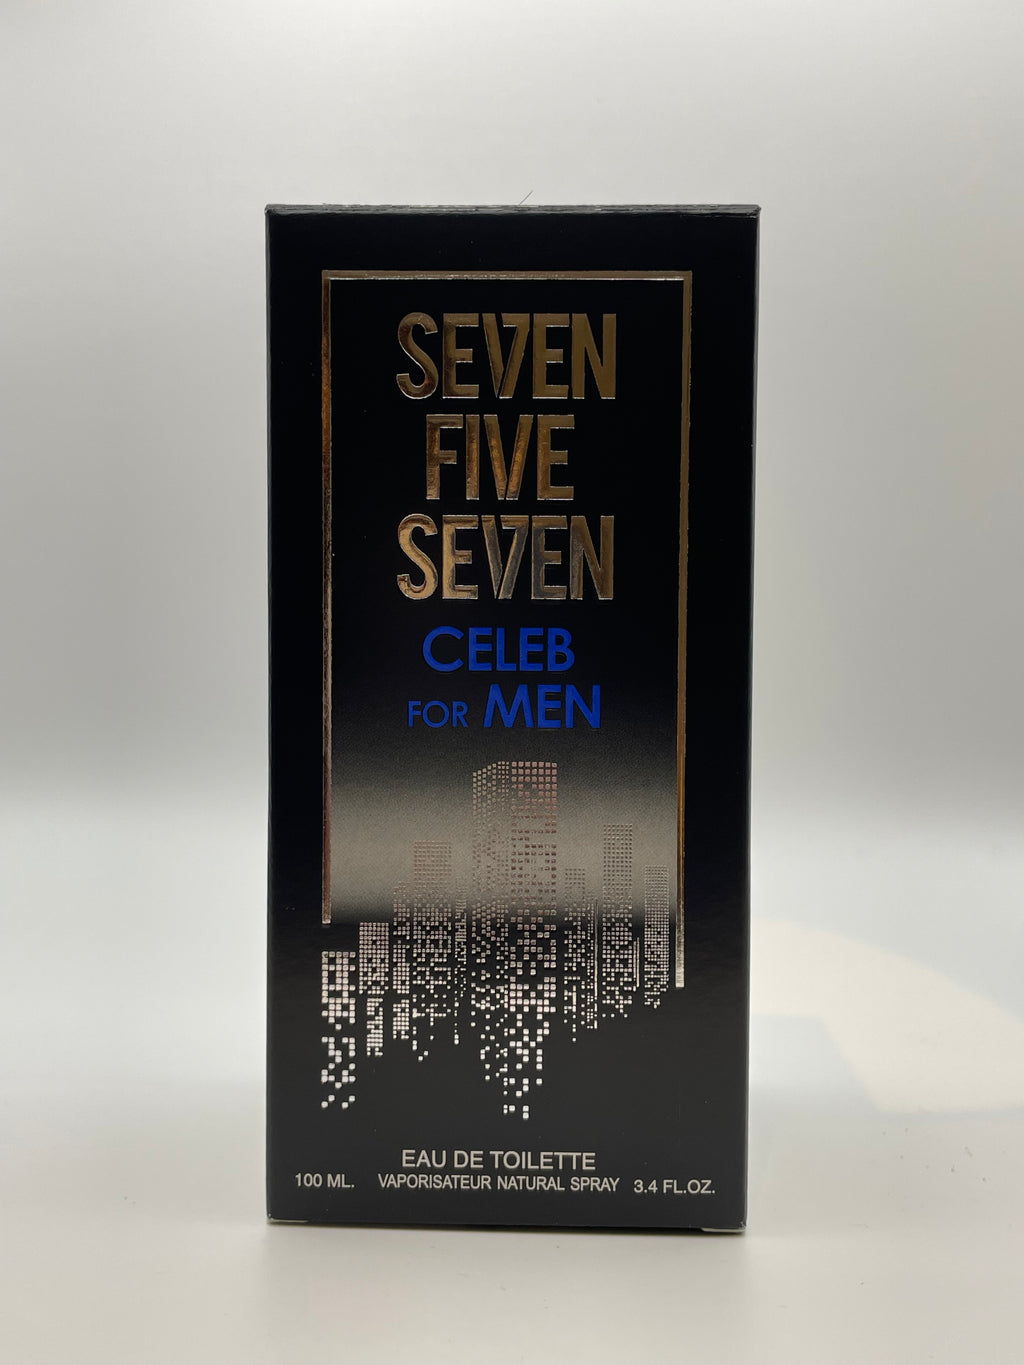 SEVEN
FIVE
SEVEN
CELEB
FOR MEN
EAU DE TOILETTE
100 ML. VAPORISATEUR NATURAL SPRAY 3.4 FL.OZ.